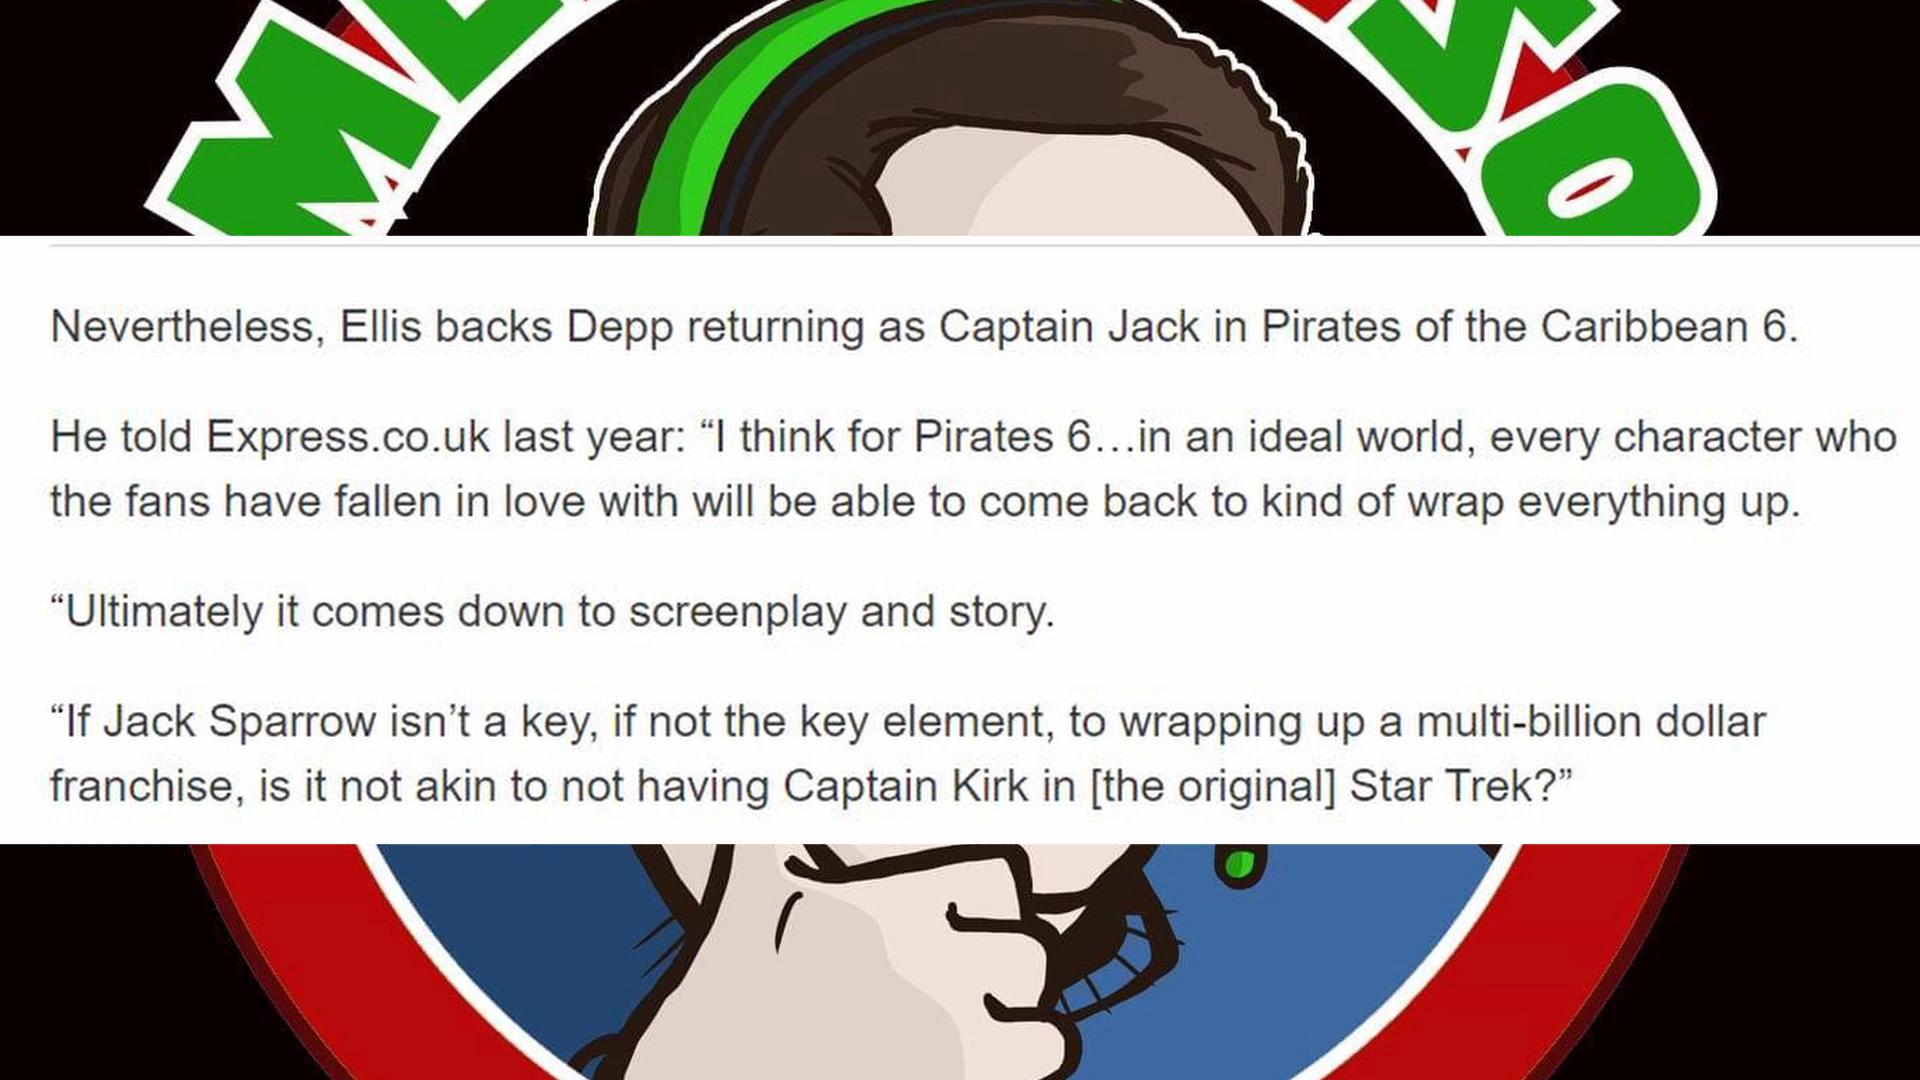 Nevertheless, Ellis backs Depp returning as Captain Jack in Pirates of the Caribbean 6.
He told Express.co.uk last year: “I think for Pirates 6…in an ideal world, every character who
the fans have fallen in love with will be able to come back to kind of wrap everything up.
“Ultimately it comes down to screenplay and story.
“If Jack Sparrow isn’t a key, if not the key element, to wrapping up a multi-billion dollar
franchise, is it not akin to not having Captain Kirk in [the original] Star Trek?”